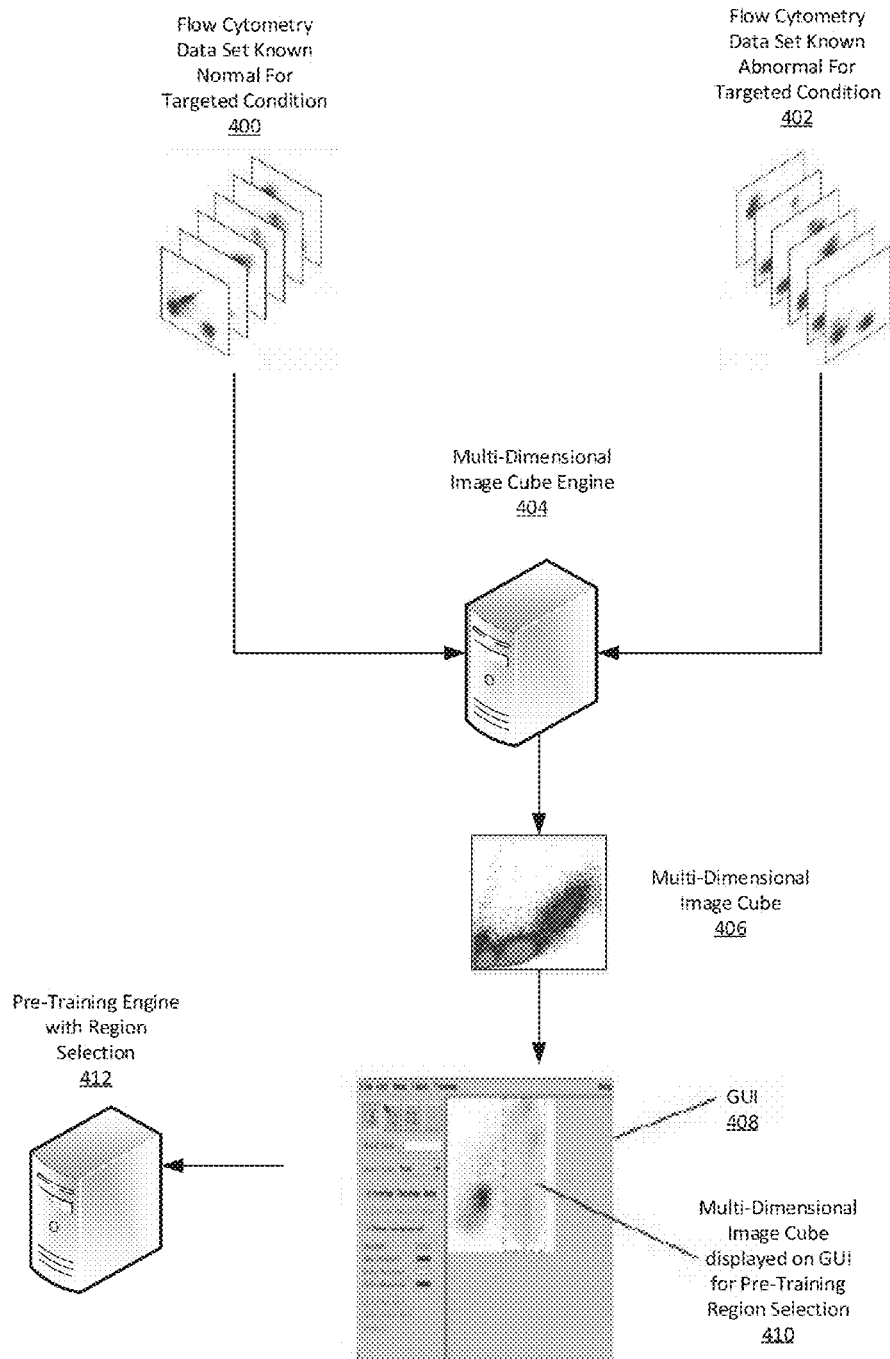 Flow Cytometry
Data Set Known
Normal For
Targeted Condition
400
Flow Cytometry
Data Set Known
Abnormal For
Targeted Condition
402
Multi-Dimensional
Image Cube Engine
404
Multi-Dimensional
Image Cube
406
Pre-Training Engine
with Region
Selection
412
GUI
408
Multi-Dimensional
Image Cube
displayed on GUI
for Pre-Training
Region Selection
410